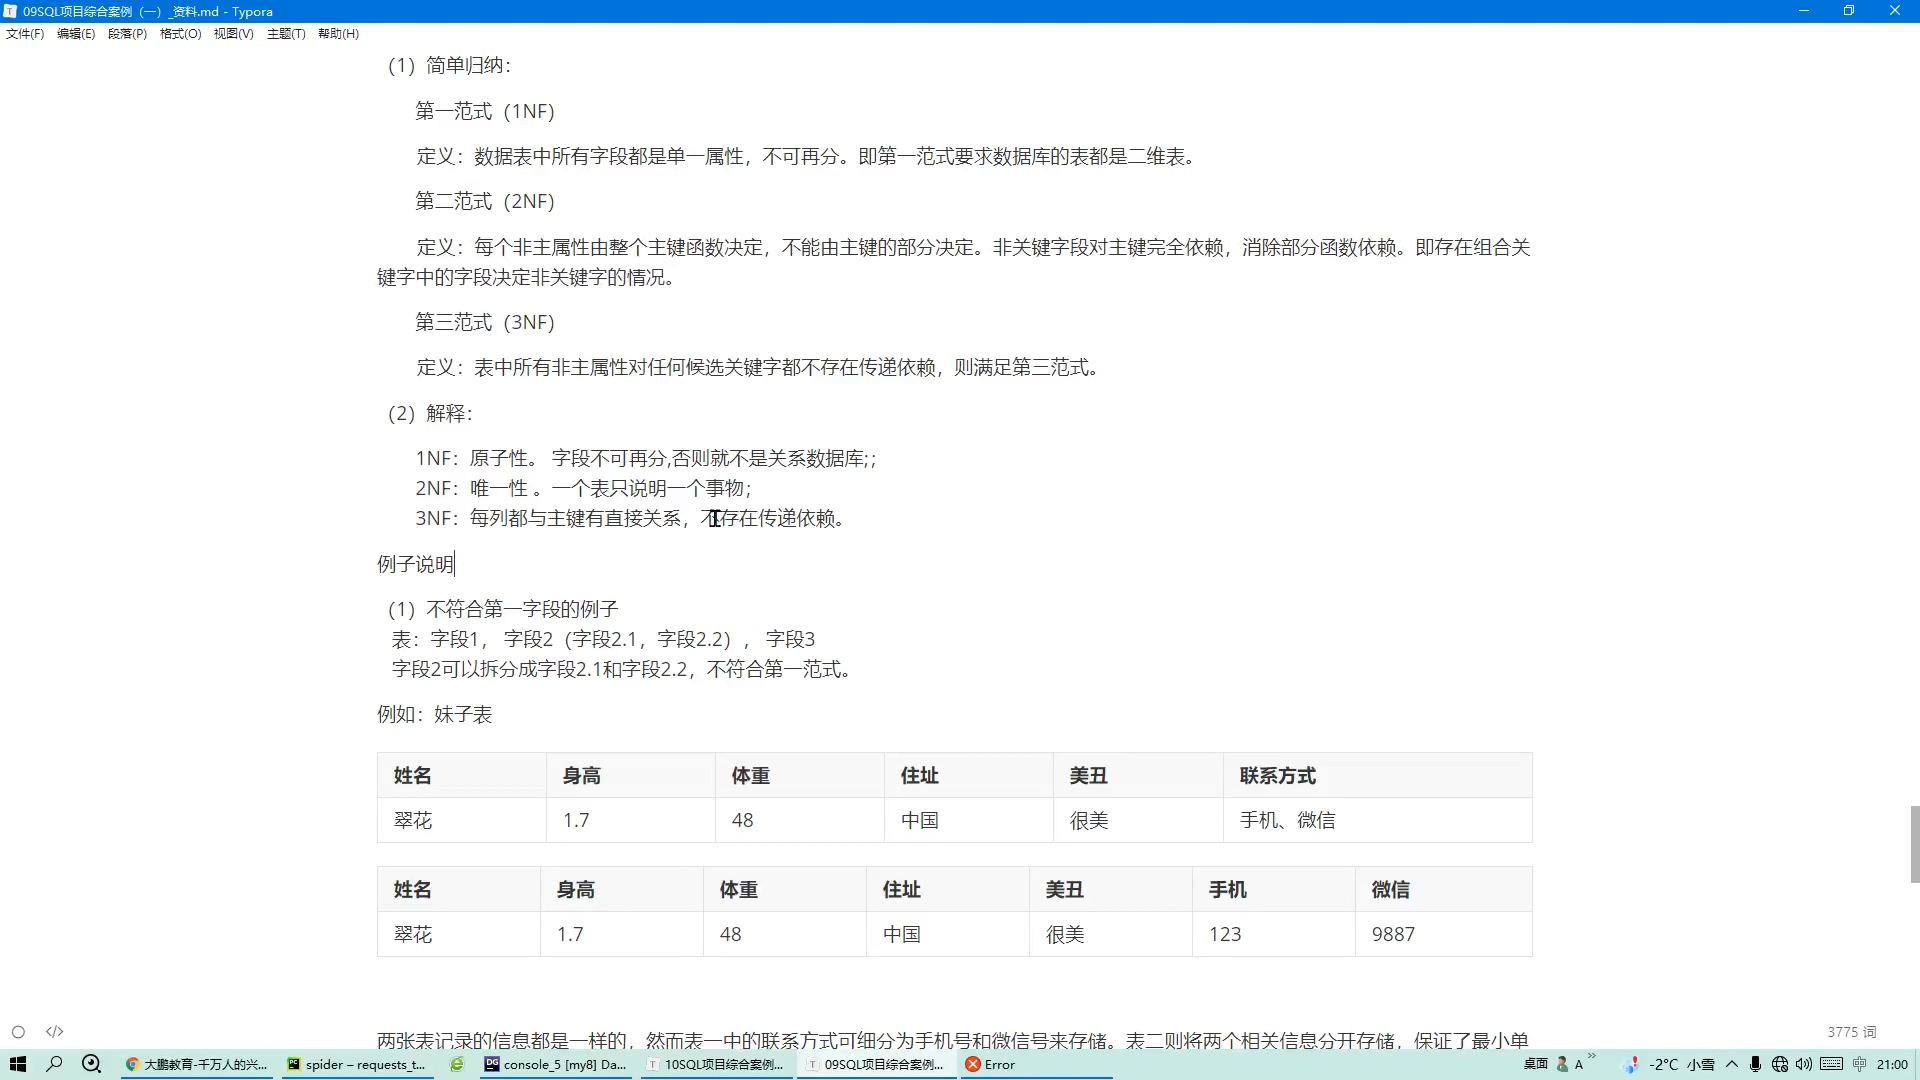 09SQL项目综合案例（一）_资料.md - Typora
文件(F) 编辑(E) 段落(P) 格式(O) 视图(V) 主题(T) 帮助(H)
（1）简单归纳：
第一范式（1NF)
定义：数据表中所有字段都是单一属性，不可再分。即第一范式要求数据库的表都是二维表。
第二范式（2NF)
定义：每个非主属性由整个主键函数决定，不能由主键的部分决定。非关键字段对主键完全依赖，消除部分函数依赖。即存在组合关
键字中的字段决定非关键字的情况。
第三范式（3NF)
定义：表中所有非主属性对任何候选关键字都不存在传递依赖，则满足第三范式。
（2）解释：
1NF：原子性。 字段不可再分,否则就不是关系数据库;;
2NF：唯一性 。一个表只说明一个事物；
3NF：每列都与主键有直接关系，不存在传递依赖。
例子说明
（1）不符合第一字段的例子
表：字段1， 字段2（字段2.1，字段2.2），字段3
字段2可以拆分成字段2.1和字段2.2，不符合第一范式。
例如：妹子表
姓名 身高 体重 住址 美丑 联系方式
翠花 1.7 48 中国 很美 手机、微信
姓名 身高 体重 住址 美丑 手机 微信
翠花 1.7 48 中国 很美 123 9887
两张表记录的信息都是一样的，然而表一中的联系方式可细分为手机号和微信号来存储。表二则将两个相关信息分开存储，保证了最小单
3775 词
大鹏教育-千万人的兴... spider – requests_t... console_5 [my8] Da... 10SQL项目综合案例... 09SQL项目综合案例... Error 桌面 A -2°C 小雪 中 21:00